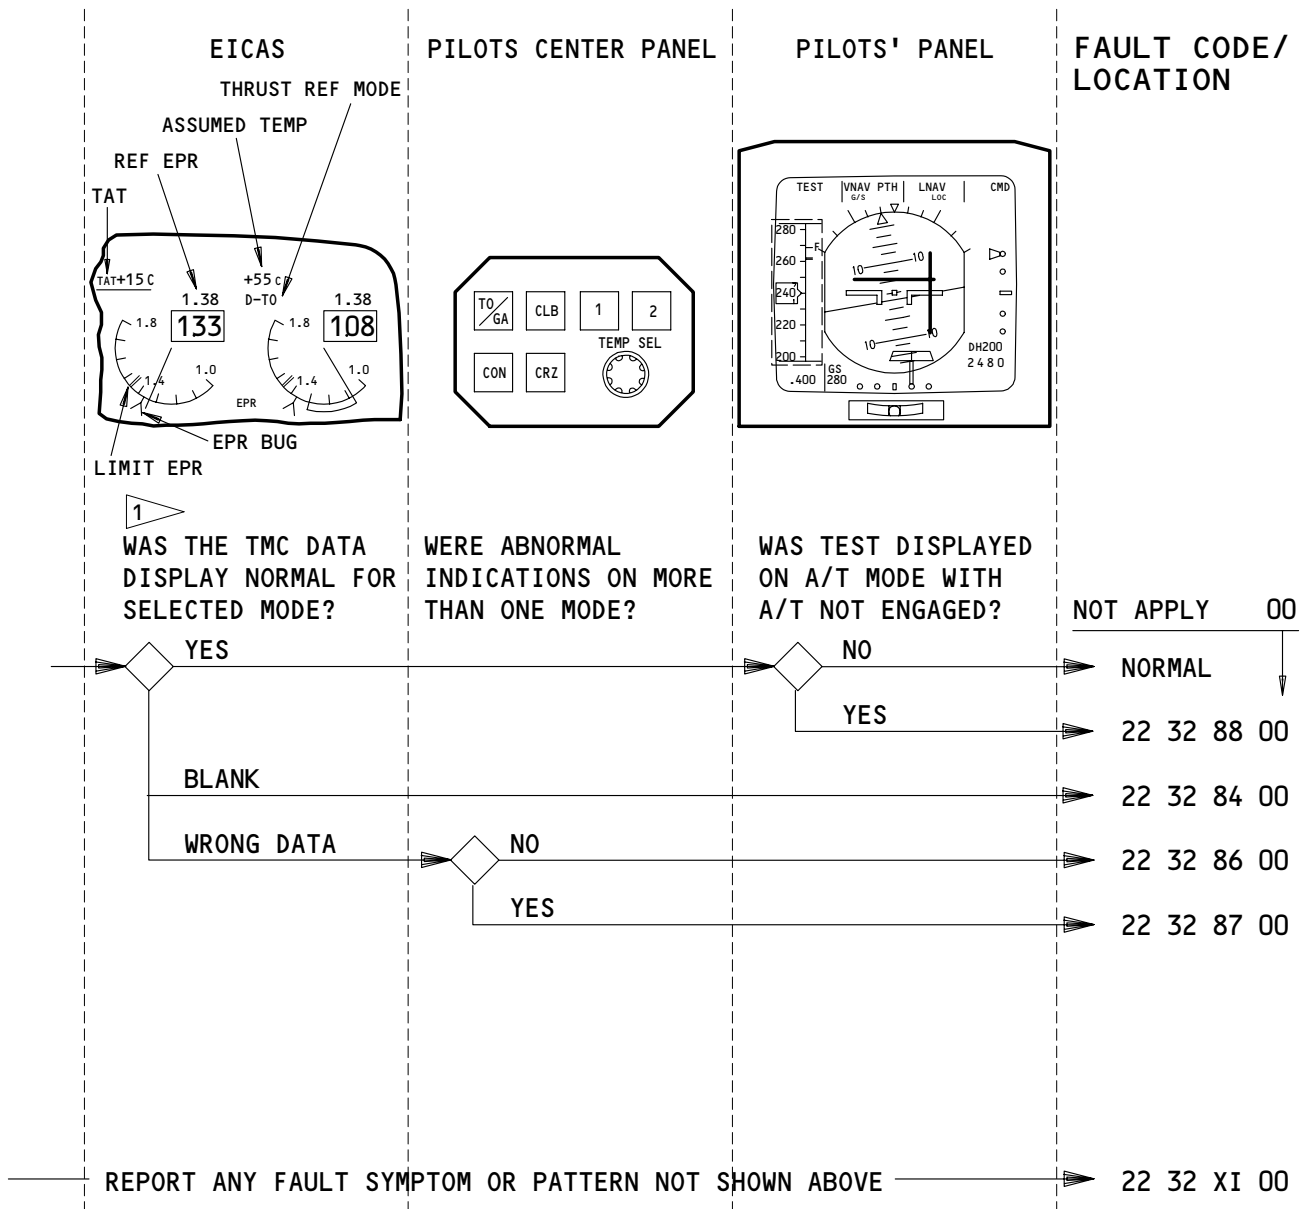 EICAS
PILOTS CENTER PANEL
PILOTS' PANEL
FAULT CODE/
LOCATION
THRUST REF MODE
ASSUMED TEMP
REF EPR
TAT
TAT+15C
+55c
D-TO
1.38
1.38
133
108
1.8
1.4
1.0
1.8
1.4
1.0
EPR
EPR BUG
LIMIT EPR
TO/GA
CLB
1
2
TEMP SEL
CON
CRZ
TEST
VNAV PTH
LNAV
CMD
G/S
LOC
280
F
260
240
220
200
10
10
10
10
DH200
2480
.400
GS
280
1
WAS THE TMC DATA
DISPLAY NORMAL FOR
SELECTED MODE?
WERE ABNORMAL
INDICATIONS ON MORE
THAN ONE MODE?
WAS TEST DISPLAYED
ON A/T MODE WITH
A/T NOT ENGAGED?
NOT APPLY 00
YES
NO
NORMAL
YES
22 32 88 00
BLANK
22 32 84 00
WRONG DATA
NO
22 32 86 00
YES
22 32 87 00
REPORT ANY FAULT SYMPTOM OR PATTERN NOT SHOWN ABOVE
22 32 XI 00